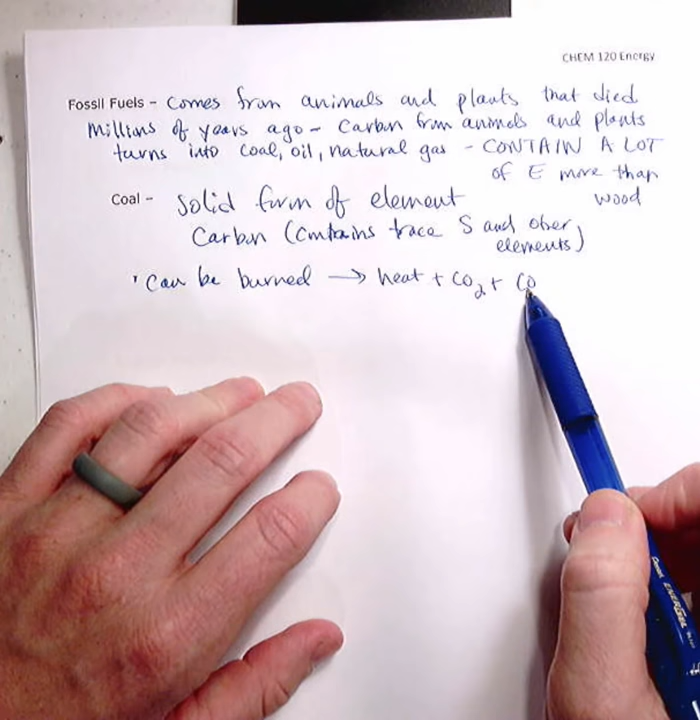 CHEM 120 Energy
Fossil Fuels - Comes from animals and plants that died
Millions of years ago - Carbon from animals and plants
turns into coal, oil, natural gas - CONTAIN A LOT
of E more than
wood
Coal - Solid form of element
Carbon (contains trace S and other
elements)
Can be burned → heat + CO2 + CO
Pentel ENERGEL